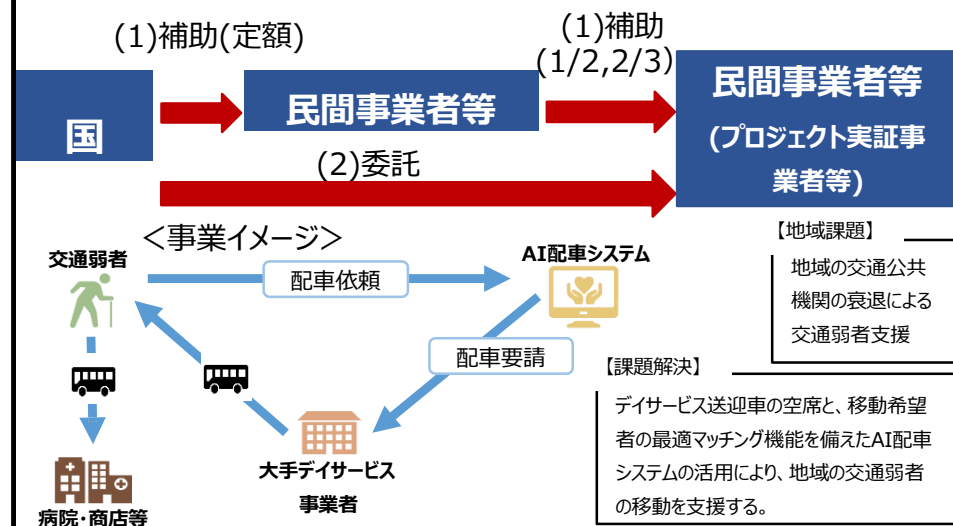 (1)補助(定額)
(1)補助
(1/2,2/3)
国
民間事業者等
民間事業者等
(プロジェクト実証事
業者等)
(2)委託
＜事業イメージ＞
交通弱者
配車依頼
AI配車システム
配車要請
大手デイサービス
事業者
病院・商店等
【地域課題】
地域の交通公共
機関の衰退による
交通弱者支援
【課題解決】
デイサービス送迎車の空席と、移動希望
者の最適マッチング機能を備えたAI配車
システムの活用により、地域の交通弱者
の移動を支援する。